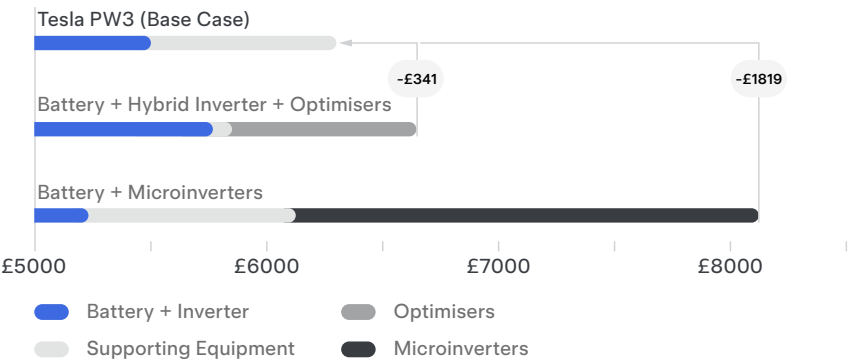 Tesla PW3 (Base Case)
-£341
-£1819
Battery + Hybrid Inverter + Optimisers
Battery + Microinverters
£5000 £6000 £7000 £8000
Battery + Inverter
Optimisers
Supporting Equipment
Microinverters